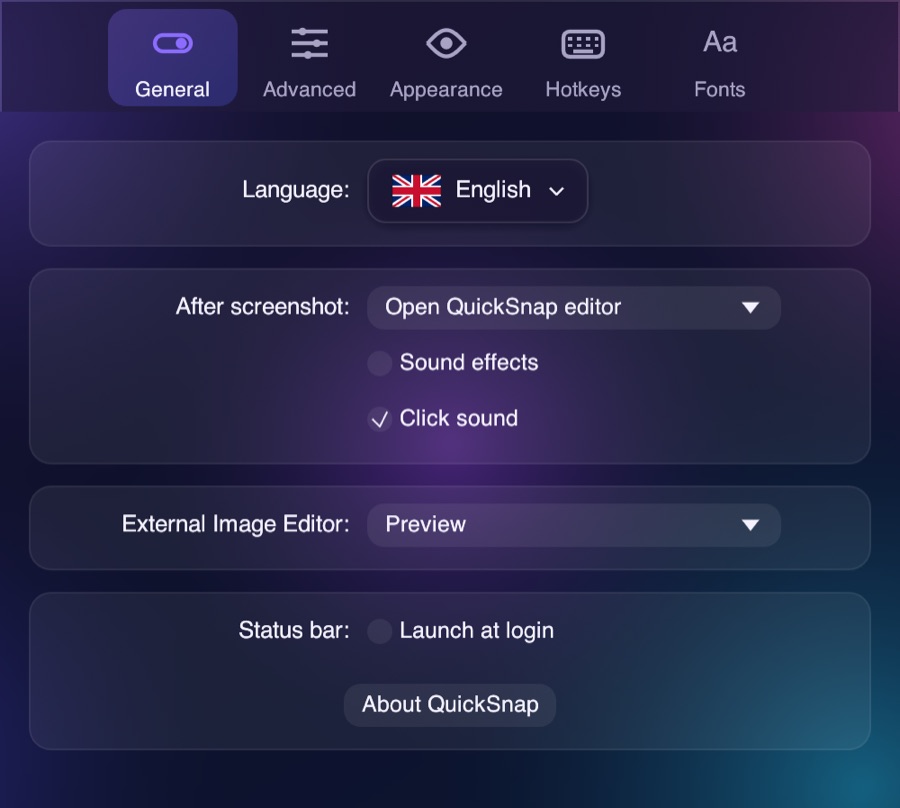 Aa
General Advanced Appearance Hotkeys Fonts
Language: English
After screenshot: Open QuickSnap editor
Sound effects
Click sound
External Image Editor: Preview
Status bar: Launch at login
About QuickSnap